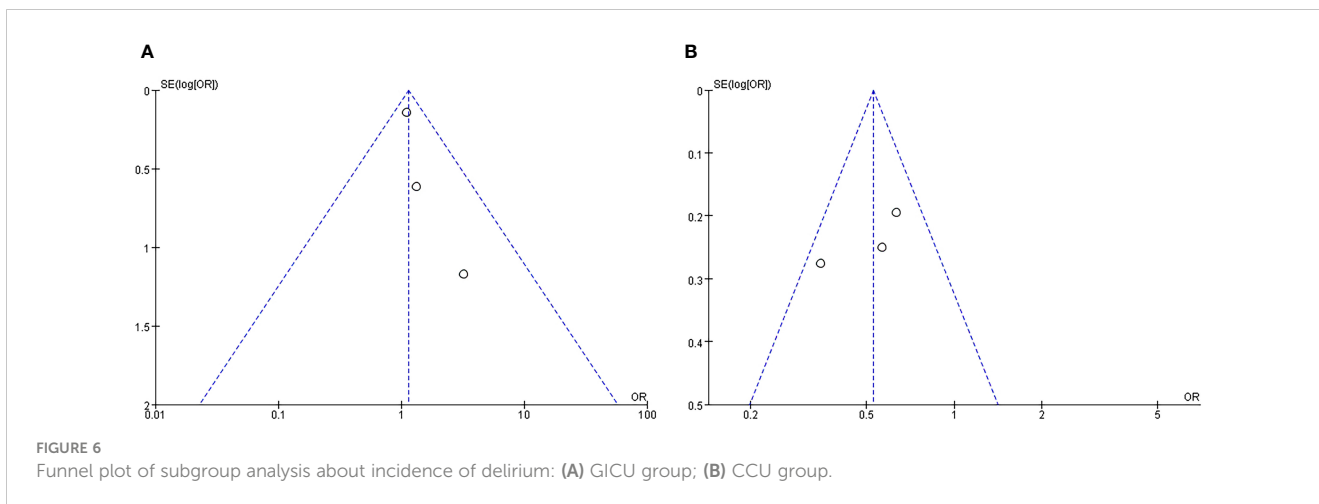 A
SE(log[OR])
0
0.5
1
1.5
2
0.01
0.1
1
10
100
OR
B
SE(log[OR])
0
0.1
0.2
0.3
0.4
0.5
0.2
0.5
1
2
5
OR
FIGURE 6
Funnel plot of subgroup analysis about incidence of delirium: (A) GICU group; (B) CCU group.